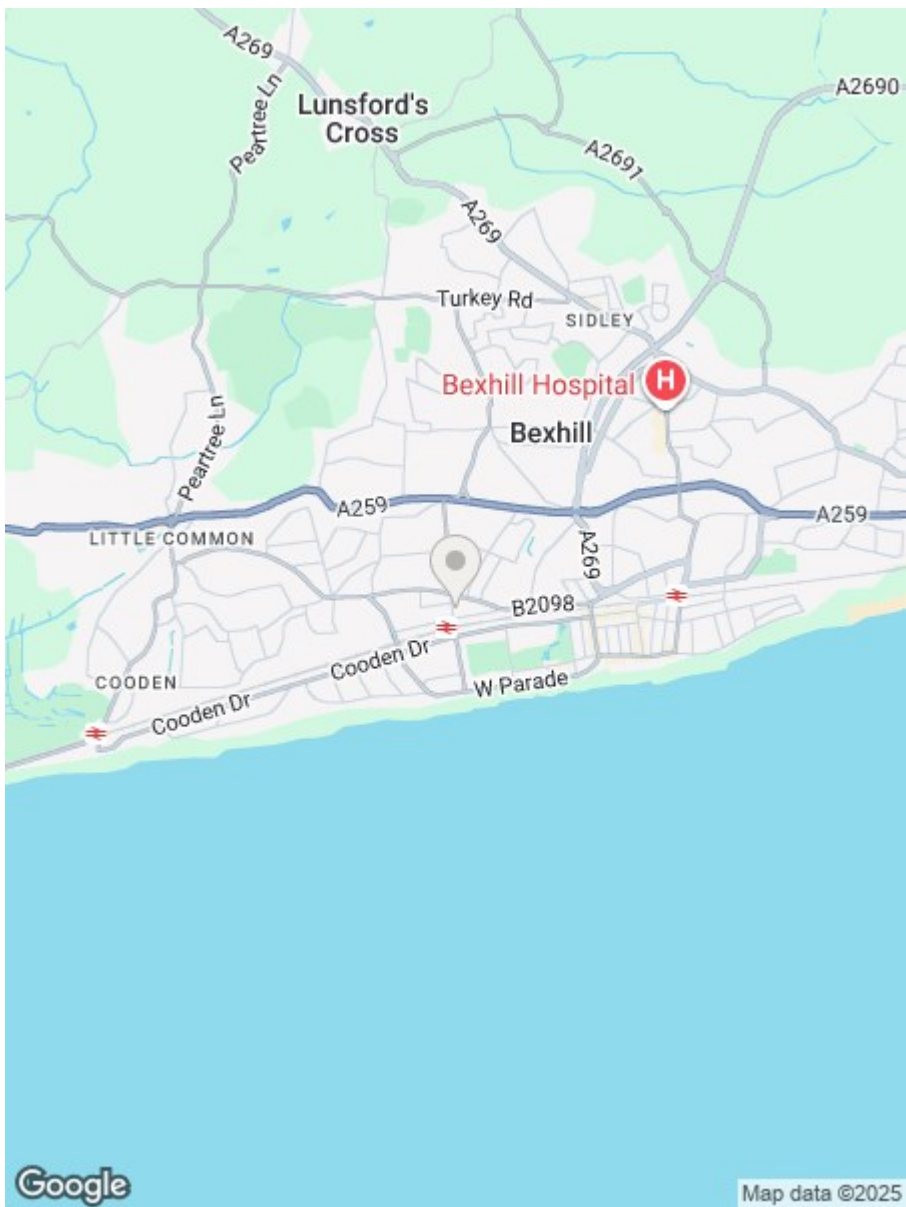 A269
A2690
Lunsford's
Cross
Peartree Ln
A2691
A269
Turkey Rd
SIDLEY
Bexhill Hospital
H
Bexhill
Peartree Ln
A259
A259
LITTLE COMMON
A269
B2098
Cooden Dr
W Parade
COODEN
Cooden Dr
Google
Map data ©2025